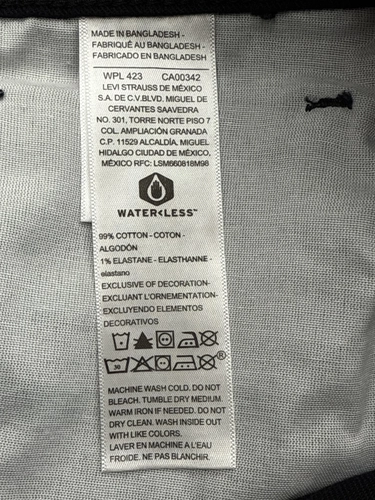 MADE IN BANGLADESH -
FABRIQUÉ AU BANGLADESH -
FABRICADO EN BANGLADESH
WPL 423 CA00342
LEVI STRAUSS DE MÉXICO
S.A. DE C.V.BLVD. MIGUEL DE
CERVANTES SAAVEDRA
NO. 301, TORRE NORTE PISO 7
COL. AMPLIACIÓN GRANADA
C.P. 11529 ALCALDÍA, MIGUEL
HIDALGO CIUDAD DE MÉXICO,
MÉXICO RFC: LSM660818M98
WATER<LESS™
99% COTTON - COTON -
ALGODÓN
1% ELASTANE - ELASTHANNE -
elastano
EXCLUSIVE OF DECORATION-
EXCLUANT L'ORNEMENTATION-
EXCLUYENDO ELEMENTOS
DECORATIVOS
30 ®
MACHINE WASH COLD. DO NOT
BLEACH. TUMBLE DRY MEDIUM.
WARM IRON IF NEEDED. DO NOT
DRY CLEAN. WASH INSIDE OUT
WITH LIKE COLORS.
LAVER EN MACHINE A L'EAU
FROIDE. NE PAS BLANCHIR.